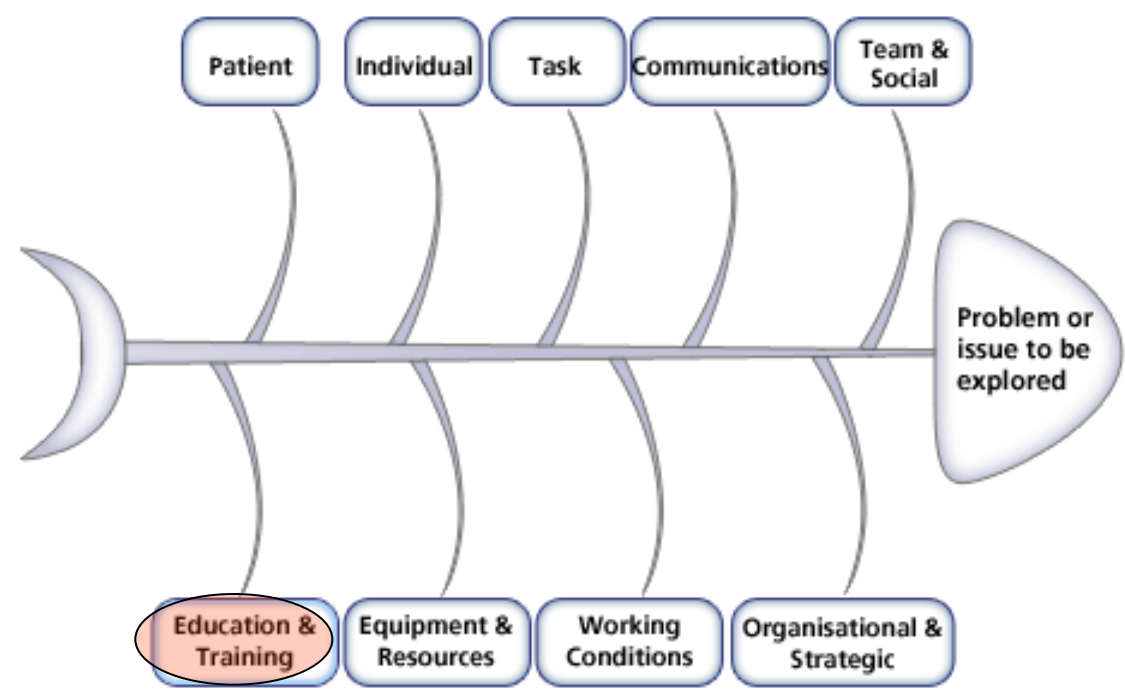 Patient
Individual
Task
Communications
Team &
Social
Problem or
issue to be
explored
Education &
Training
Equipment &
Resources
Working
Conditions
Organisational &
Strategic